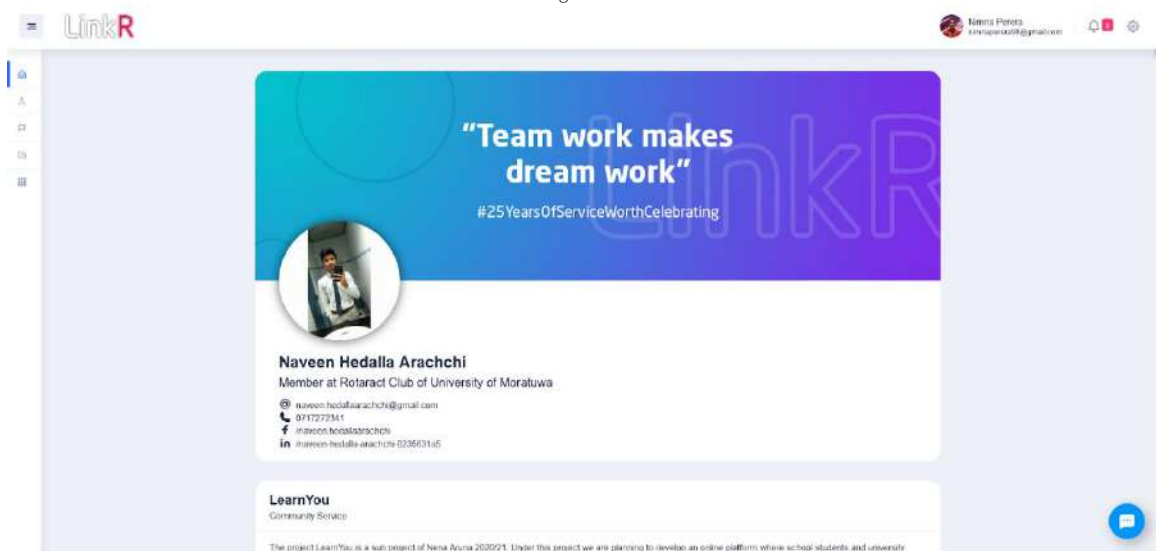 LinkR
Nimna Perera
"Team work makes
dream work"
#25YearsOfServiceWorthCelebrating
LinkR
Naveen Hedalla Arachchi
Member at Rotaract Club of University of Moratuwa
naveen.hedallaarachchi@gmail.com
0717272341
/naveen.hedallaarachchi
LearnYou
Community Service
The project LearnYou is a sub project of Nena Aruna 2020/21. Under this project we are planning to develop an online platform where school students and university